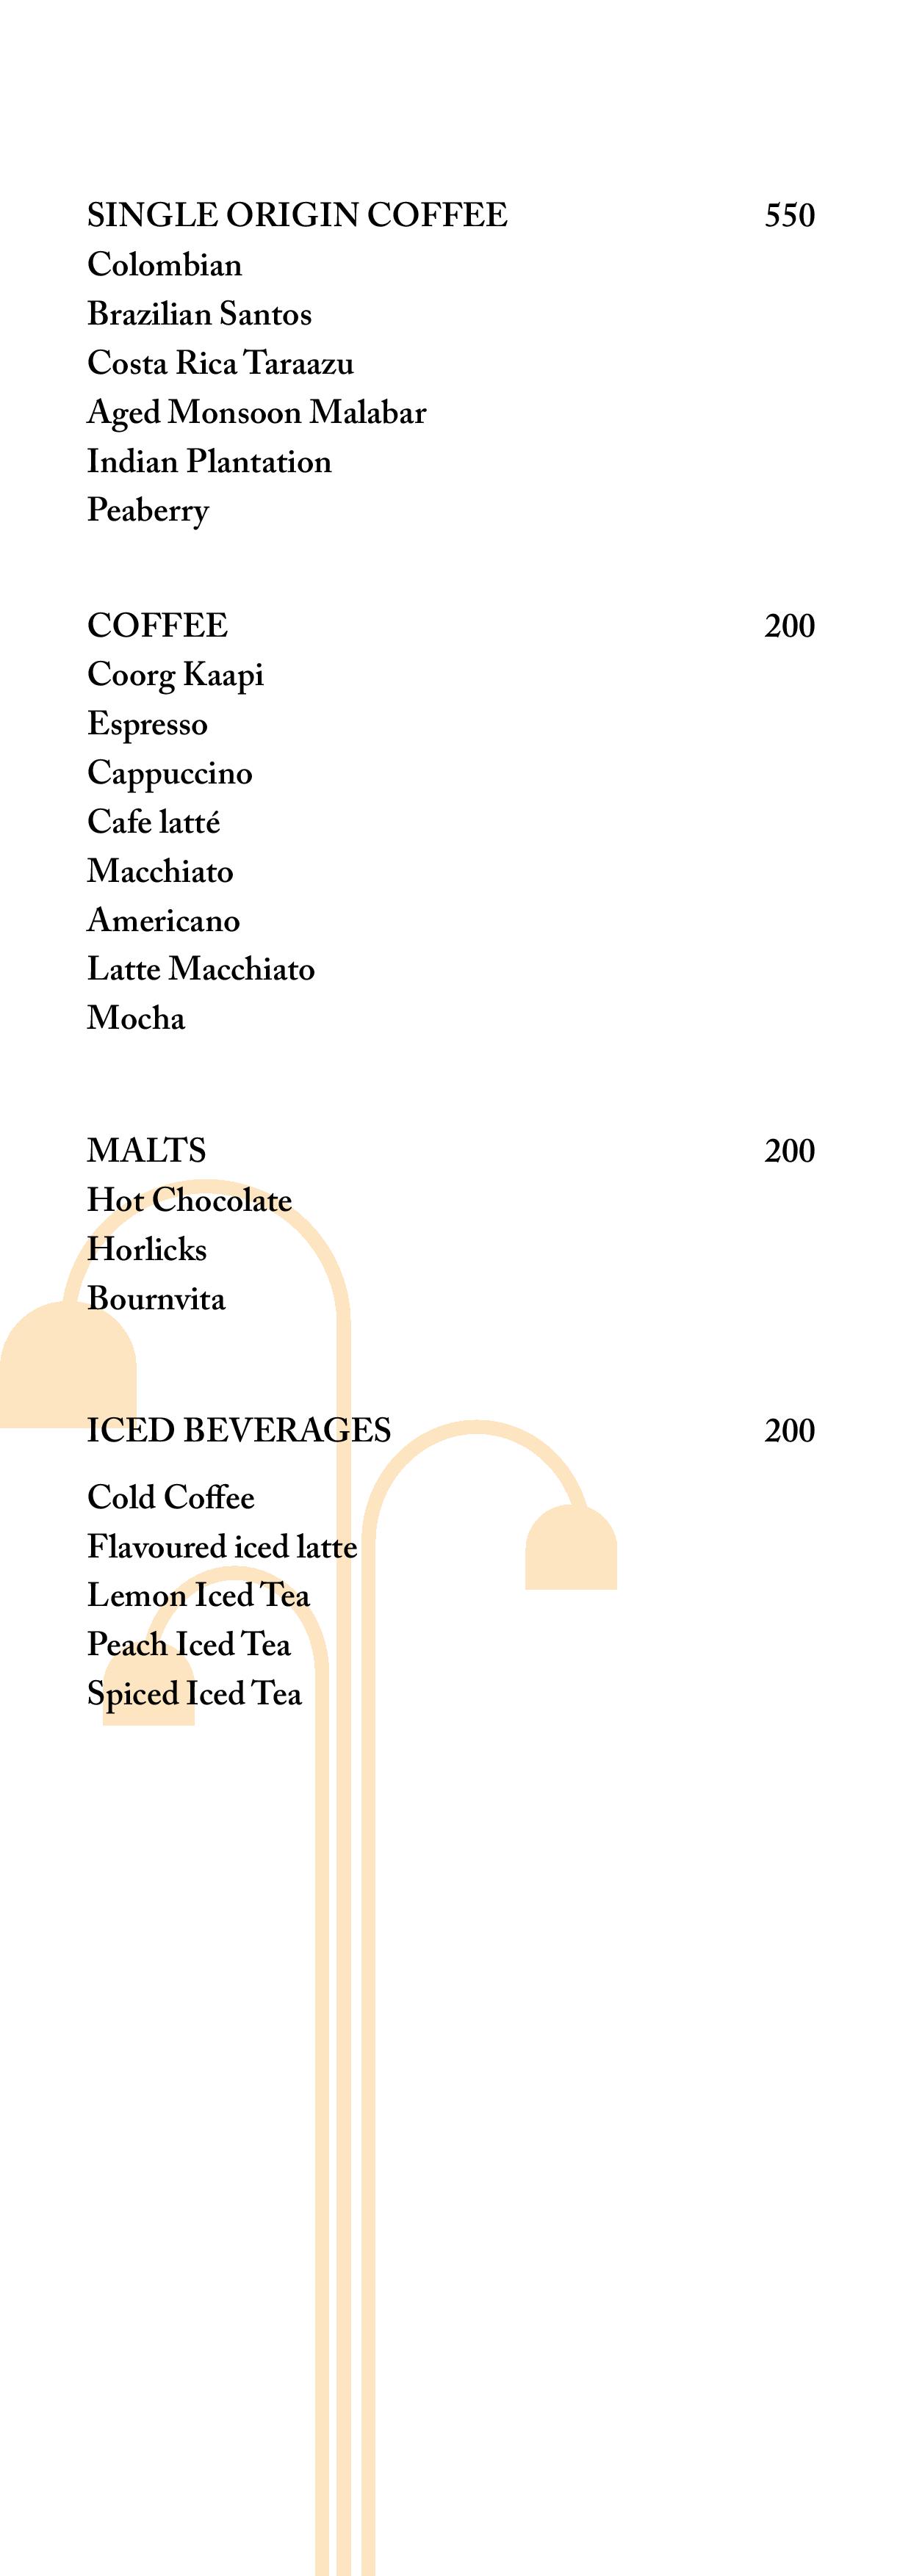 SINGLE ORIGIN COFFEE 550
Colombian
Brazilian Santos
Costa Rica Taraazu
Aged Monsoon Malabar
Indian Plantation
Peaberry
COFFEE 200
Coorg Kaapi
Espresso
Cappuccino
Cafe latté
Macchiato
Americano
Latte Macchiato
Mocha
MALTS 200
Hot Chocolate
Horlicks
Bournvita
ICED BEVERAGES 200
Cold Coffee
Flavoured iced latte
Lemon Iced Tea
Peach Iced Tea
Spiced Iced Tea